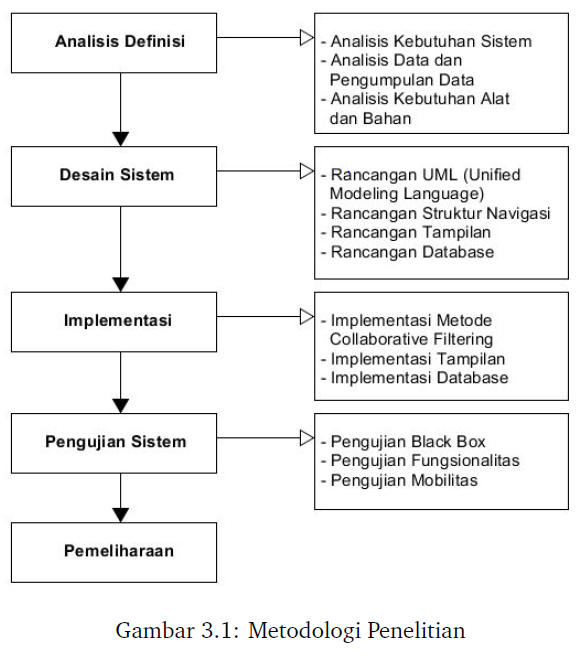 Analisis Definisi
- Analisis Kebutuhan Sistem
- Analisis Data dan
Pengumpulan Data
- Analisis Kebutuhan Alat
dan Bahan
Desain Sistem
- Rancangan UML (Unified
Modeling Language)
- Rancangan Struktur Navigasi
- Rancangan Tampilan
- Rancangan Database
Implementasi
- Implementasi Metode
Collaborative Filtering
- Implementasi Tampilan
- Implementasi Database
Pengujian Sistem
- Pengujian Black Box
- Pengujian Fungsionalitas
- Pengujian Mobilitas
Pemeliharaan
Gambar 3.1: Metodologi Penelitian